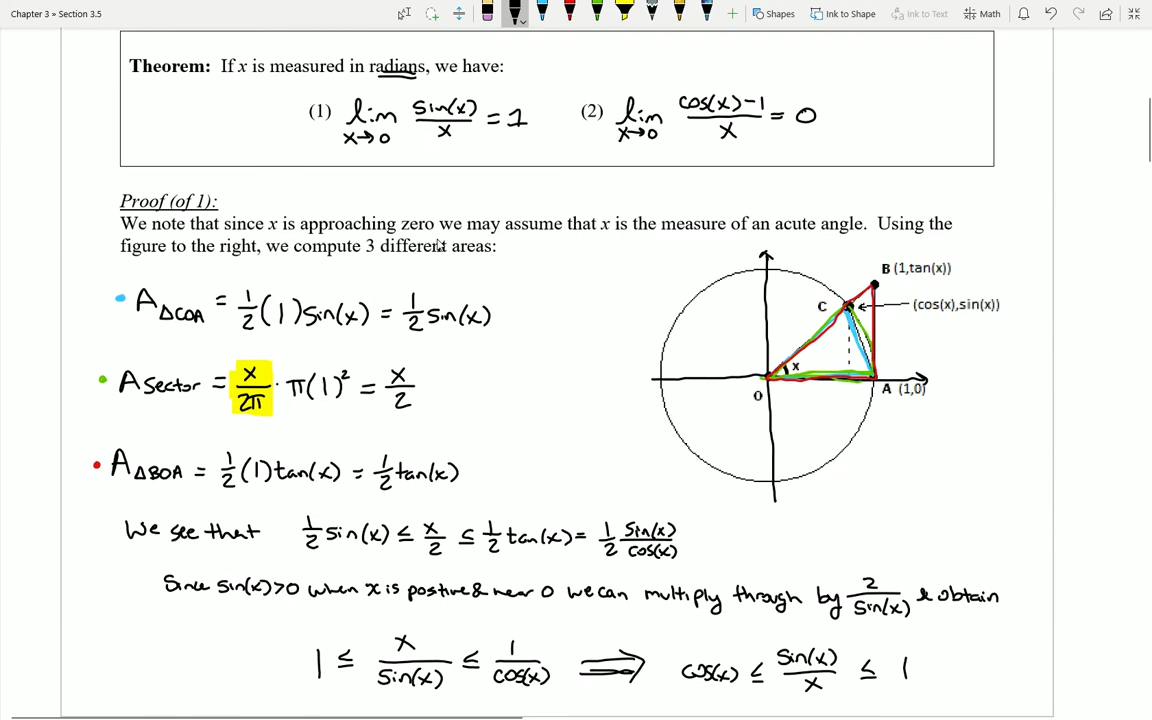 Chapter 3 » Section 3.5
Shapes Ink to Shape Ink to Text Math
Theorem: If x is measured in radians, we have:
(1) lim x→0 sin(x)/x = 1 (2) lim x→0 cos(x)-1/x = 0
Proof (of 1):
We note that since x is approaching zero we may assume that x is the measure of an acute angle. Using the
figure to the right, we compute 3 different areas:
A△COA = 1/2(1)sin(x) = 1/2 sin(x)
A sector = x/2π · π(1)² = x/2
A△BOA = 1/2(1)tan(x) = 1/2 tan(x)
B (1,tan(x))
C
(cos(x),sin(x))
x
O
A (1,0)
We see that 1/2 sin(x) ≤ x/2 ≤ 1/2 tan(x) = 1/2 sin(x)/cos(x)
Since sin(x)>0 when x is postive & near 0 we can multiply through by 2/sin(x) & obtain
1 ≤ x/sin(x) ≤ 1/cos(x) ⟹ cos(x) ≤ sin(x)/x ≤ 1